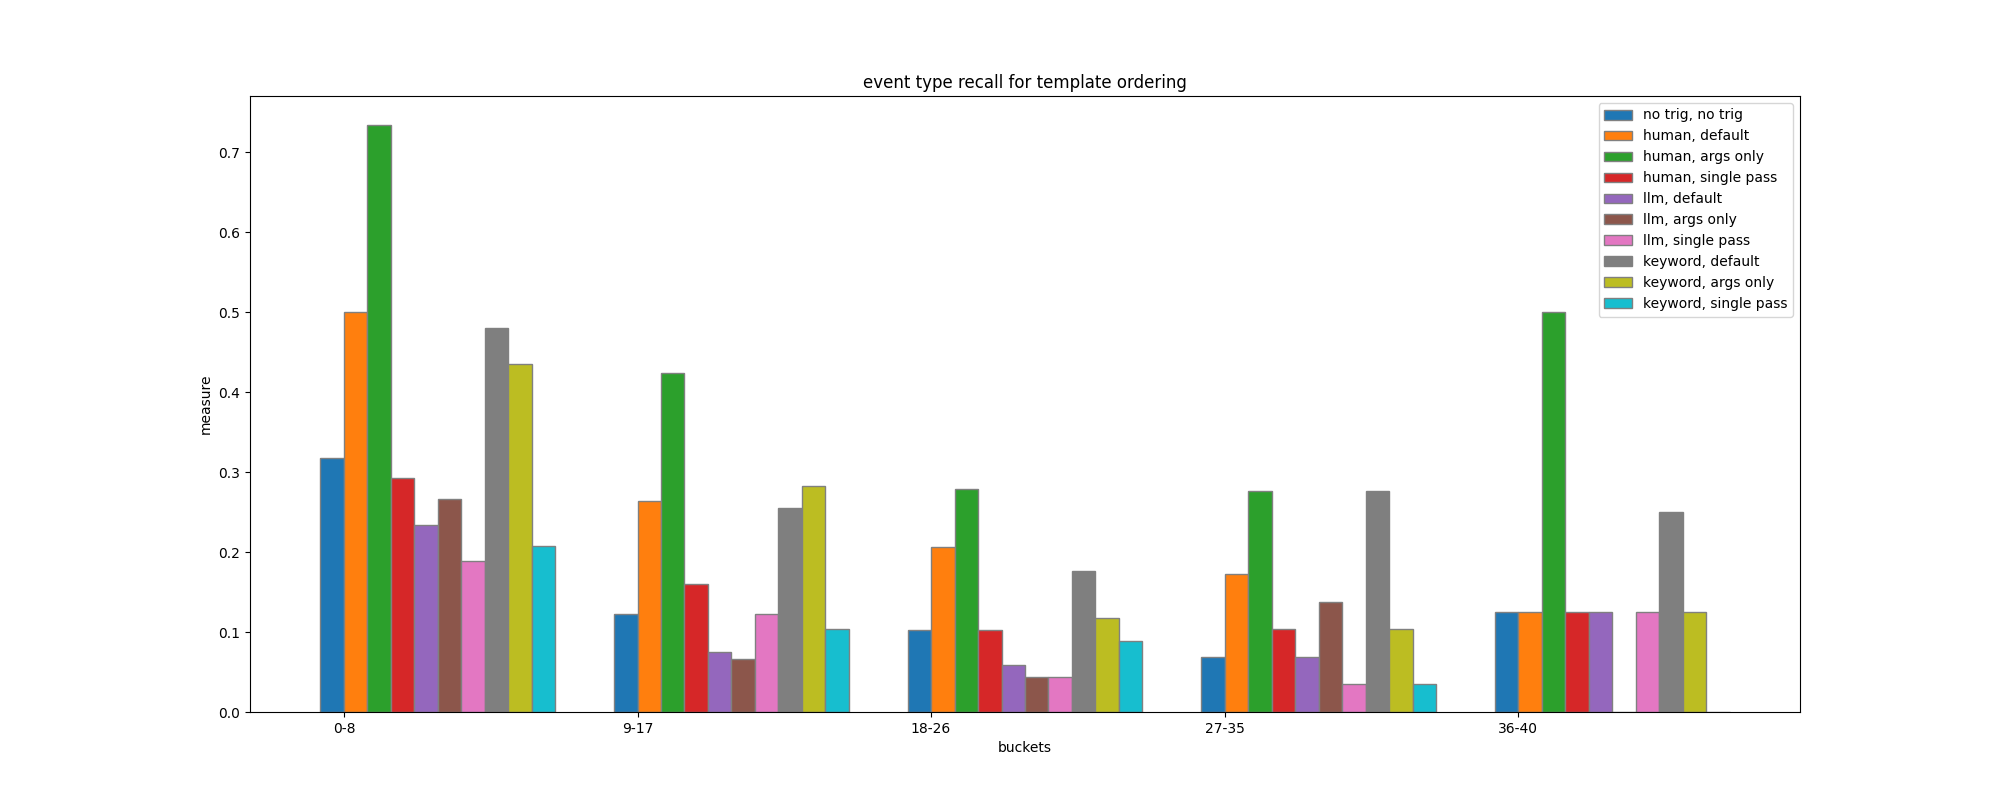 event type recall for template ordering
measure
0.7
0.6
0.5
0.4
0.3
0.2
0.1
0.0
no trig, no trig
human, default
human, args only
human, single pass
llm, default
llm, args only
llm, single pass
keyword, default
keyword, args only
keyword, single pass
0-8 9-17 18-26 27-35 36-40
buckets